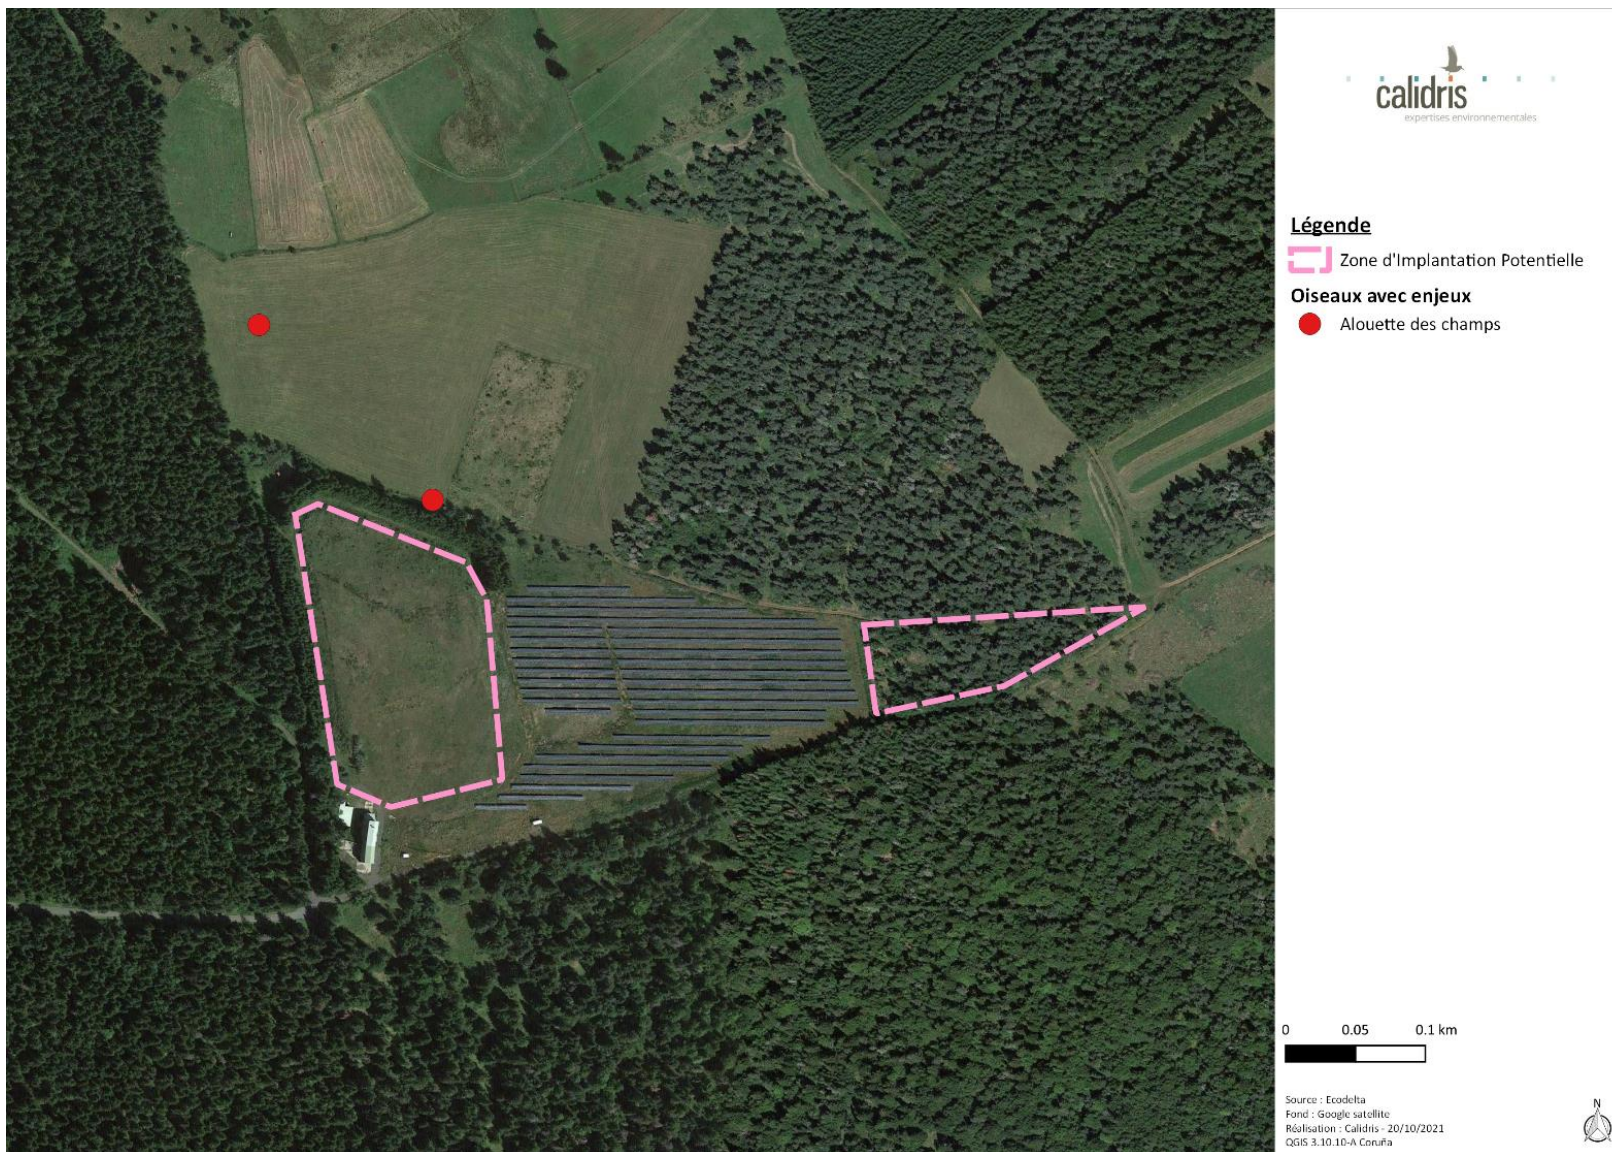 calidris
expertises environnementales
Légende
Zone d'Implantation Potentielle
Oiseaux avec enjeux
Alouette des champs
0 0.05 0.1 km
Source : Ecodelta
Fond : Google satellite
Réalisation : Calidris - 20/10/2021
QGIS 3.10.10-A Coruña
N